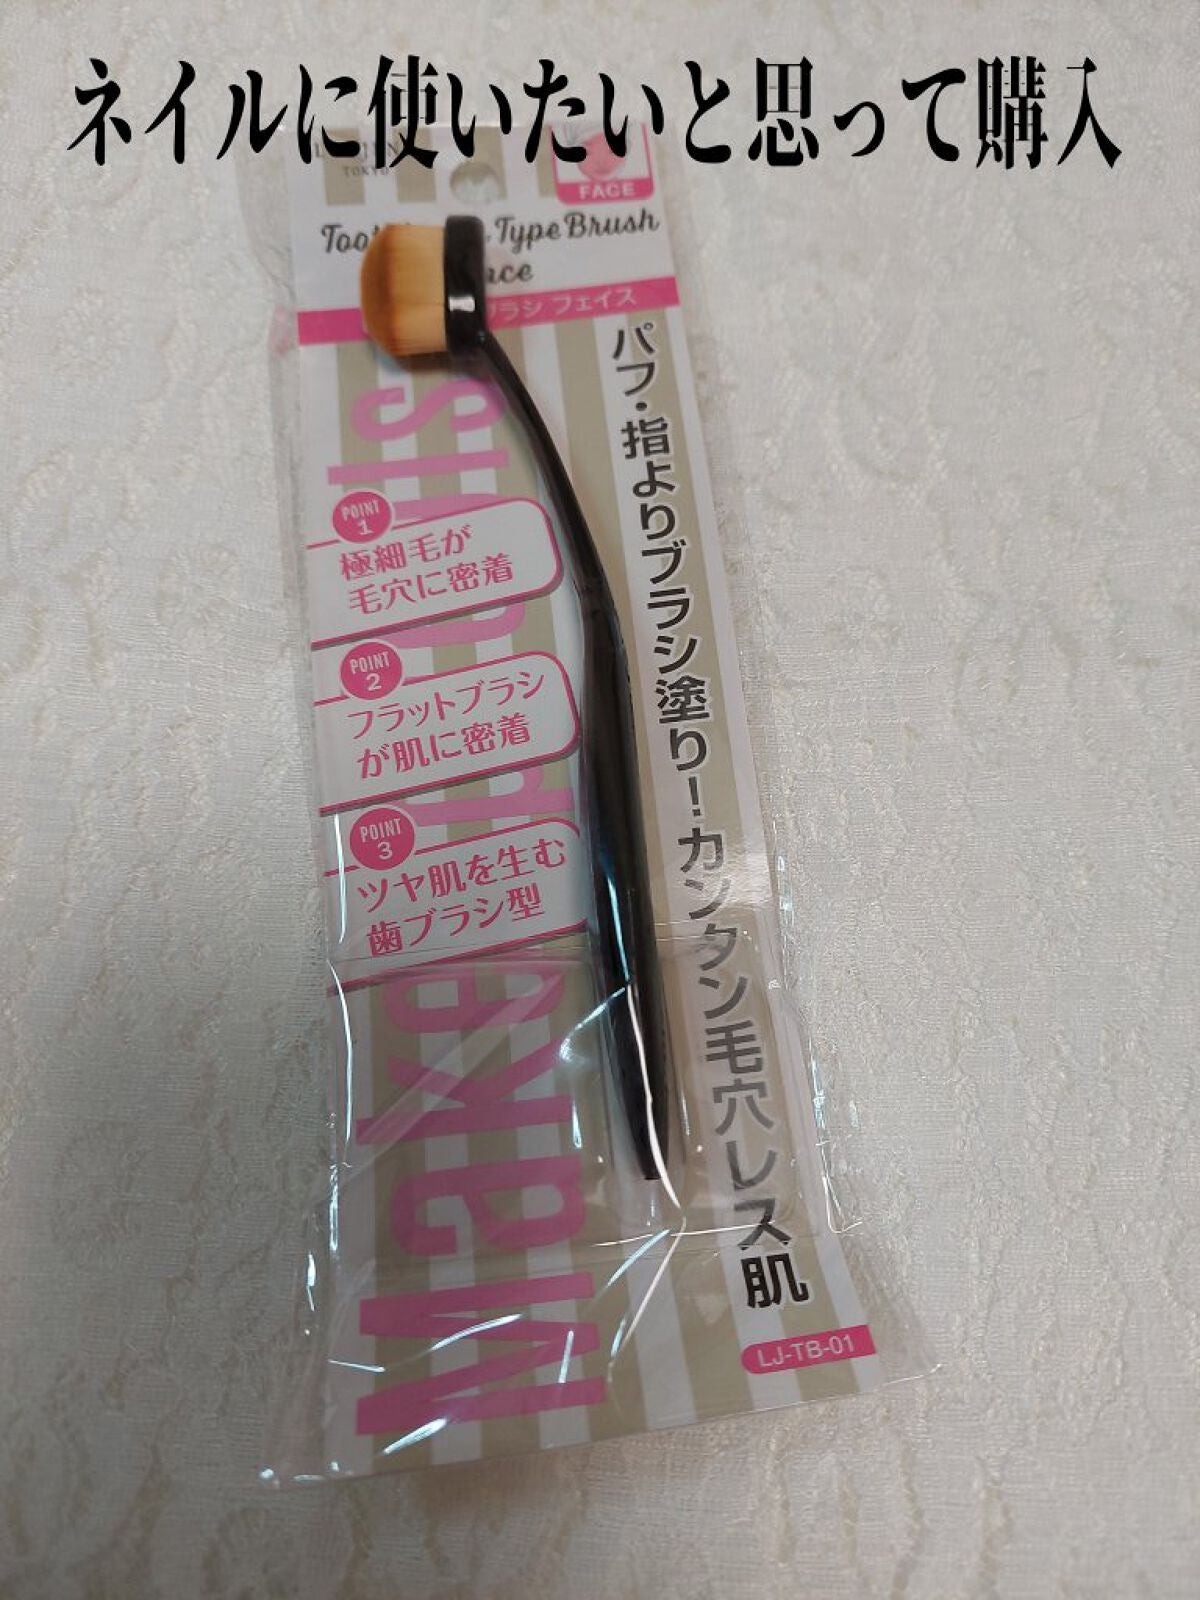 ネイルに使いたいと思って購入
TOKYO
FACE
Type Brush
ブラシ フェイス
パフ・指よりブラシ塗り!カンタン毛穴レス肌
POINT
1
極細毛が
毛穴に密着
POINT
2
フラットブラシ
が肌に密着
POINT
3
ツヤ肌を生む
歯ブラシ型
Make
LJ-TB-01